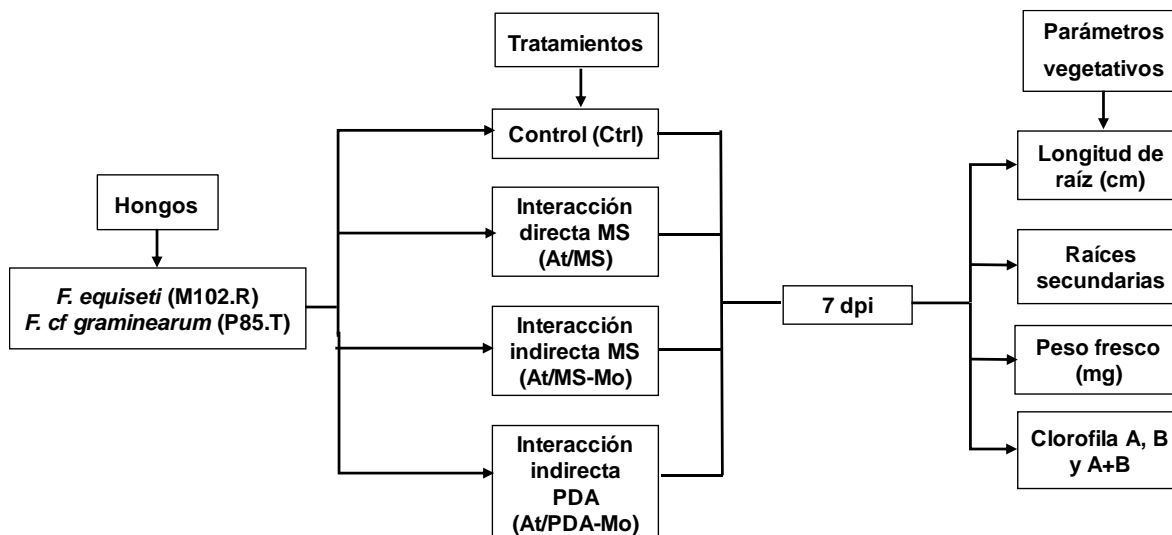 Hongos
F. equiseti (M102.R)
F. cf graminearum (P85.T)
Tratamientos
Control (Ctrl)
Interacción
directa MS
(At/MS)
Interacción
indirecta MS
(At/MS-Mo)
Interacción
indirecta
PDA
(At/PDA-Mo)
7 dpi
Parámetros
vegetativos
Longitud de
raíz (cm)
Raíces
secundarias
Peso fresco
(mg)
Clorofila A, B
y A+B